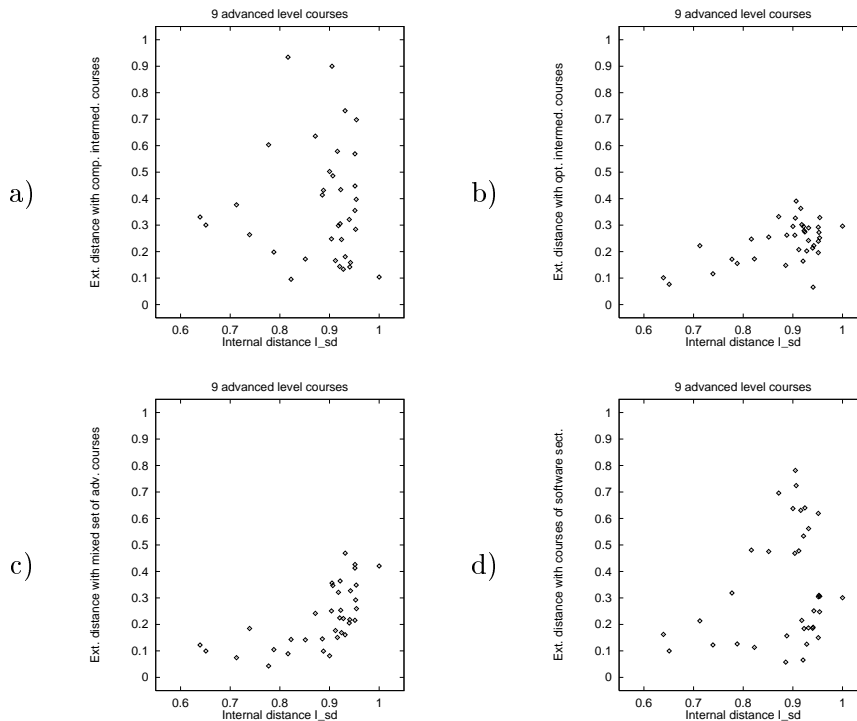 9 advanced level courses
a)
Ext. distance with comp. intermed. courses
1
0.9
0.8
0.7
0.6
0.5
0.4
0.3
0.2
0.1
0
0.6 0.7 0.8 0.9 1
Internal distance I_sd
9 advanced level courses
b)
Ext. distance with opt. intermed. courses
1
0.9
0.8
0.7
0.6
0.5
0.4
0.3
0.2
0.1
0
0.6 0.7 0.8 0.9 1
Internal distance I_sd
9 advanced level courses
c)
Ext. distance with mixed set of adv. courses
1
0.9
0.8
0.7
0.6
0.5
0.4
0.3
0.2
0.1
0
0.6 0.7 0.8 0.9 1
Internal distance I_sd
9 advanced level courses
d)
Ext. distance with courses of software sect.
1
0.9
0.8
0.7
0.6
0.5
0.4
0.3
0.2
0.1
0
0.6 0.7 0.8 0.9 1
Internal distance I_sd